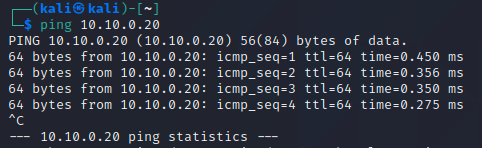 ┌──(kali㉿kali)-[~]
└─$ ping 10.10.0.20
PING 10.10.0.20 (10.10.0.20) 56(84) bytes of data.
64 bytes from 10.10.0.20: icmp_seq=1 ttl=64 time=0.450 ms
64 bytes from 10.10.0.20: icmp_seq=2 ttl=64 time=0.356 ms
64 bytes from 10.10.0.20: icmp_seq=3 ttl=64 time=0.350 ms
64 bytes from 10.10.0.20: icmp_seq=4 ttl=64 time=0.275 ms
^C
--- 10.10.0.20 ping statistics ---